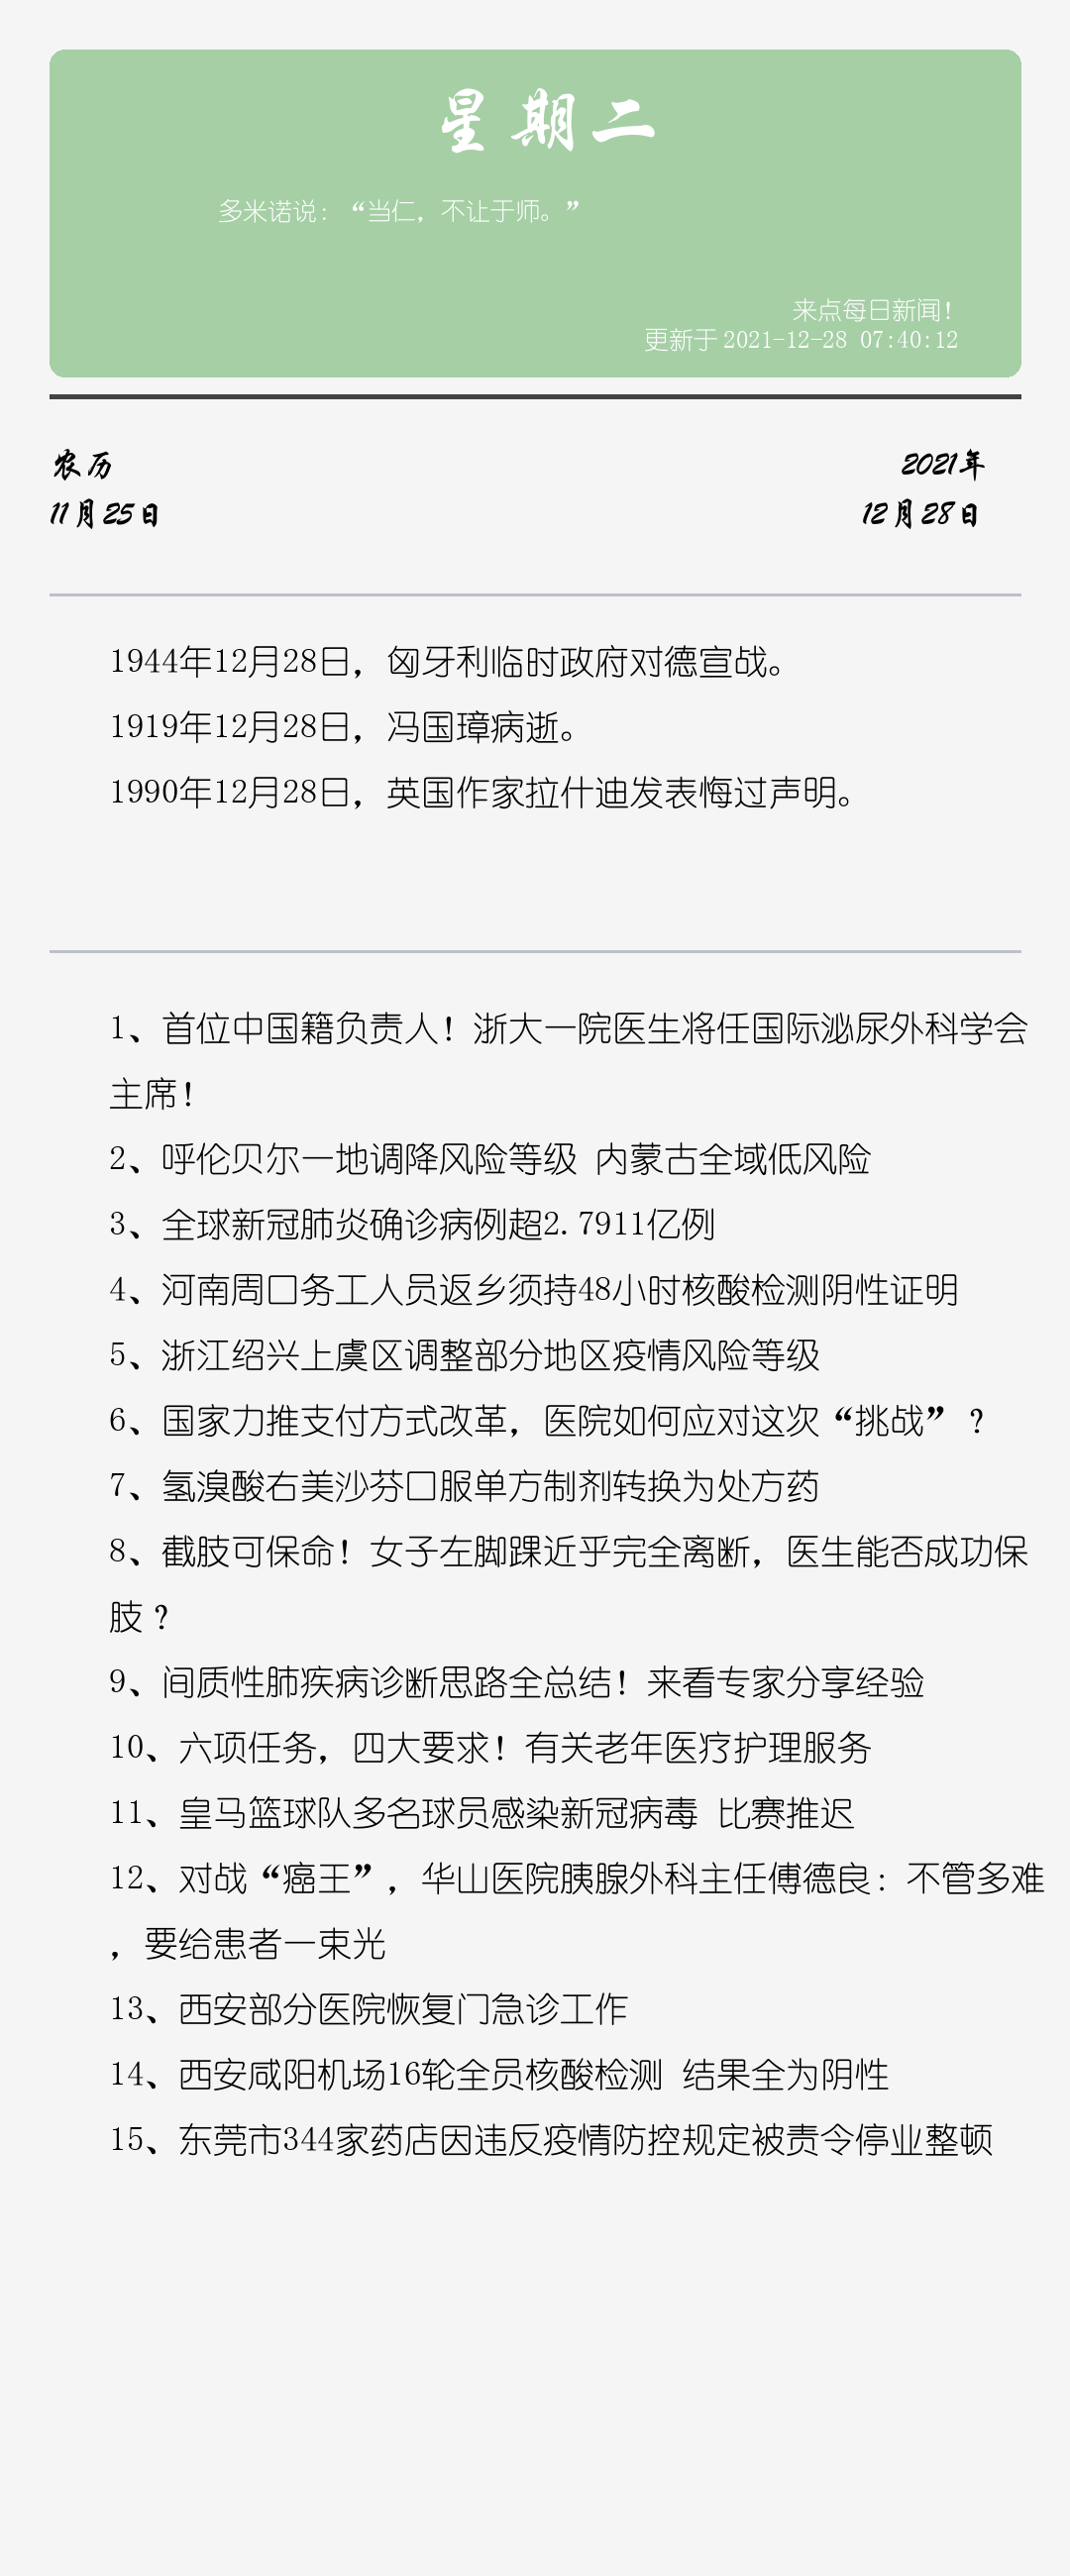 星期二
多米诺说：“当仁，不让于师。”
来点每日新闻！
更新于 2021-12-28 07:40:12
农历
2021年
11月25日
12月28日
1944年12月28日，匈牙利临时政府对德宣战。
1919年12月28日，冯国璋病逝。
1990年12月28日，英国作家拉什迪发表悔过声明。
1、首位中国籍负责人！浙大一院医生将任国际泌尿外科学会
主席！
2、呼伦贝尔一地调降风险等级 内蒙古全域低风险
3、全球新冠肺炎确诊病例超2.7911亿例
4、河南周口务工人员返乡须持48小时核酸检测阴性证明
5、浙江绍兴上虞区调整部分地区疫情风险等级
6、国家力推支付方式改革，医院如何应对这次“挑战”？
7、氢溴酸右美沙芬口服单方制剂转换为处方药
8、截肢可保命！女子左脚踝近乎完全离断，医生能否成功保
肢？
9、间质性肺疾病诊断思路全总结！来看专家分享经验
10、六项任务，四大要求！有关老年医疗护理服务
11、皇马篮球队多名球员感染新冠病毒 比赛推迟
12、对战“癌王”，华山医院胰腺外科主任傅德良：不管多难
，要给患者一束光
13、西安部分医院恢复门急诊工作
14、西安咸阳机场16轮全员核酸检测 结果全为阴性
15、东莞市344家药店因违反疫情防控规定被责令停业整顿